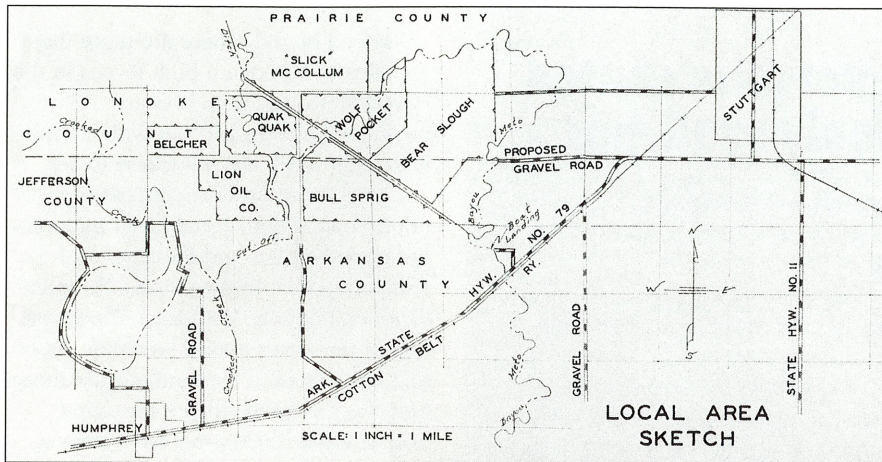 PRAIRIE COUNTY
"SLICK"
MC COLLUM
STUTTGART
LONOKE
COUNTY
Crooked
QUAK
QUAK
WOLF
POCKET
BEAR SLOUGH
Meto
BELCHER
PROPOSED
GRAVEL ROAD
JEFFERSON
COUNTY
LION
OIL
CO.
BULL SPRIG
Bayou
Creek
Boat
Landing
Cut-Off
ARKANSAS
COUNTY
N
W E
S
Creek
Crooked
GRAVEL ROAD
ARK. STATE HYW. NO. 79
COTTON BELT RY.
Meto
Bayou
GRAVEL ROAD
STATE HYW. NO. 11
HUMPHREY
SCALE: 1 INCH = 1 MILE
LOCAL AREA
SKETCH